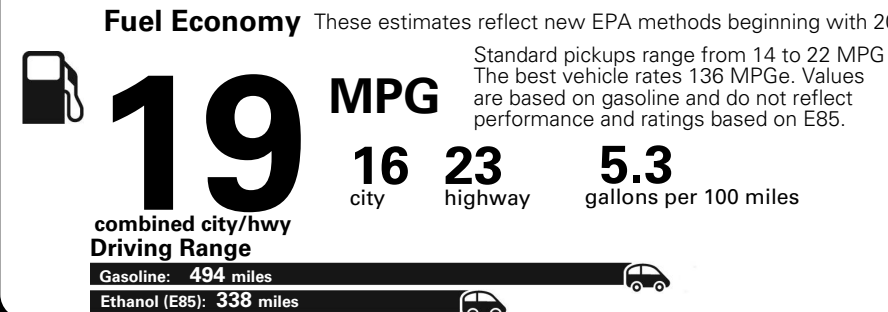 Fuel Economy These estimates reflect new EPA methods beginning with
Standard pickups range from 14 to 22 MPG
The best vehicle rates 136 MPGe. Values
are based on gasoline and do not reflect
performance and ratings based on E85.
19 MPG
combined city/hwy
16 city
23 highway
5.3 gallons per 100 miles
Driving Range
Gasoline: 494 miles
Ethanol (E85): 338 miles